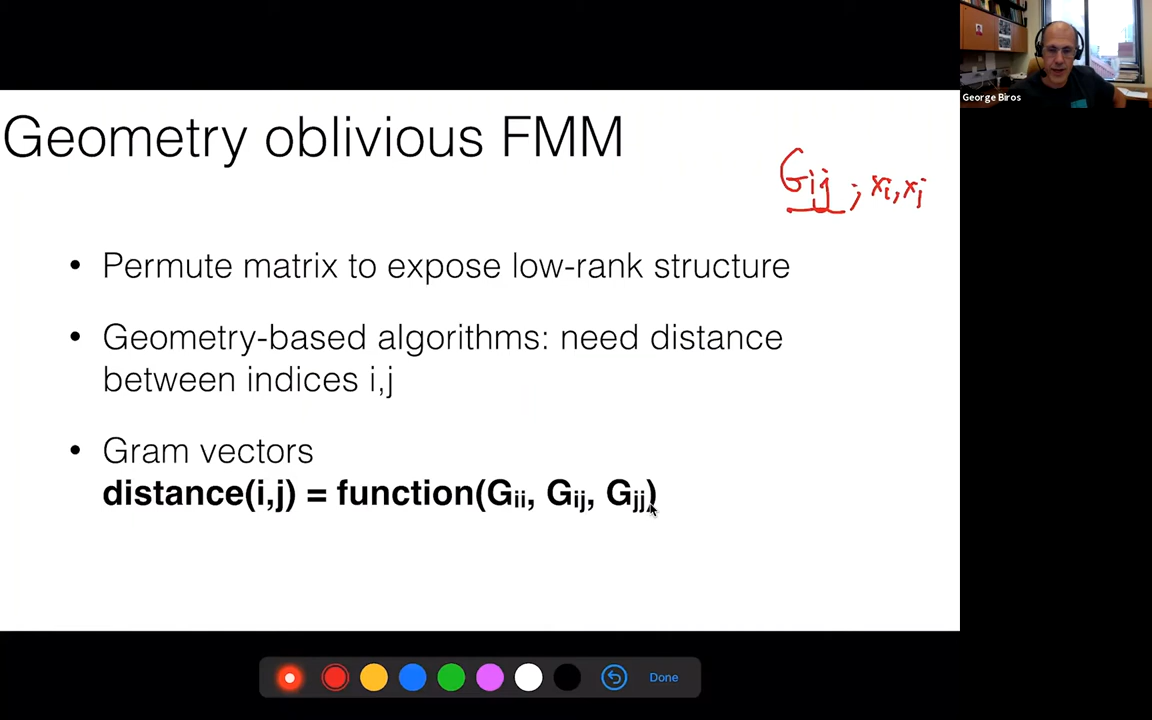 George Biros
Geometry oblivious FMM
Gij ; xi, xj
• Permute matrix to expose low-rank structure
• Geometry-based algorithms: need distance
between indices i,j
• Gram vectors
distance(i,j) = function(Gii, Gij, Gjj)
Done